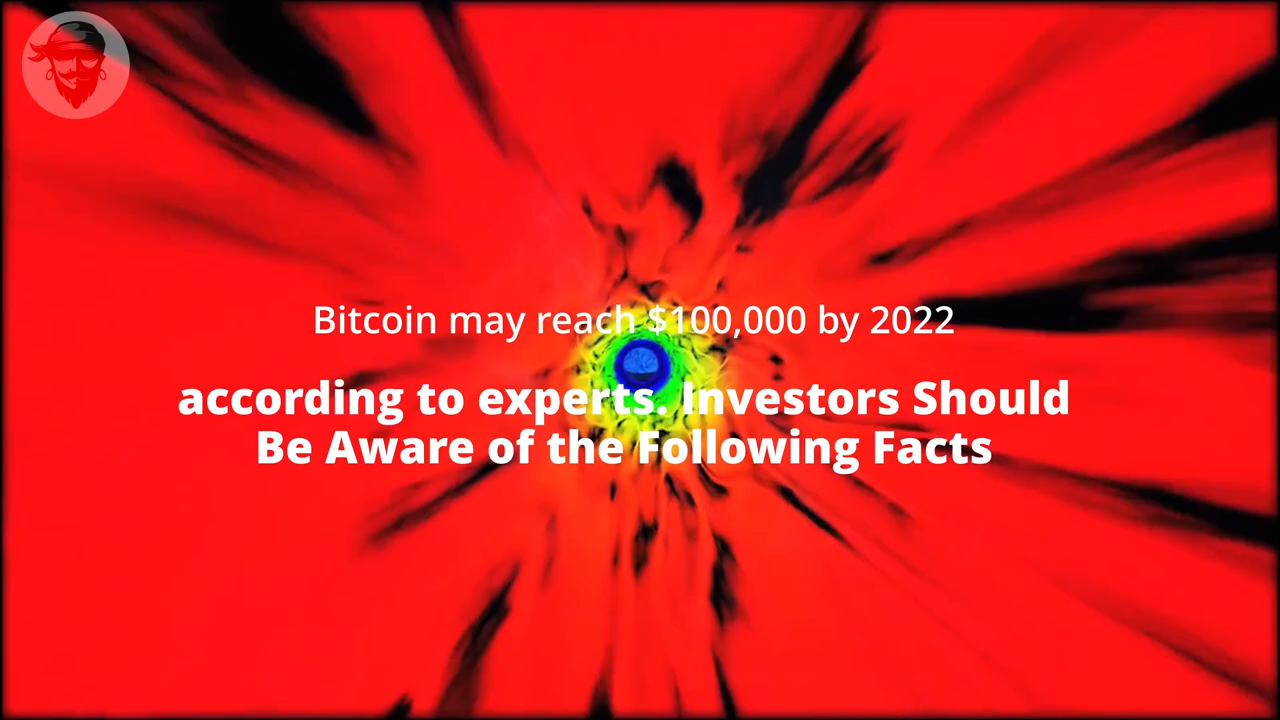 Bitcoin may reach $100,000 by 2022
according to experts. Investors Should
Be Aware of the Following Facts